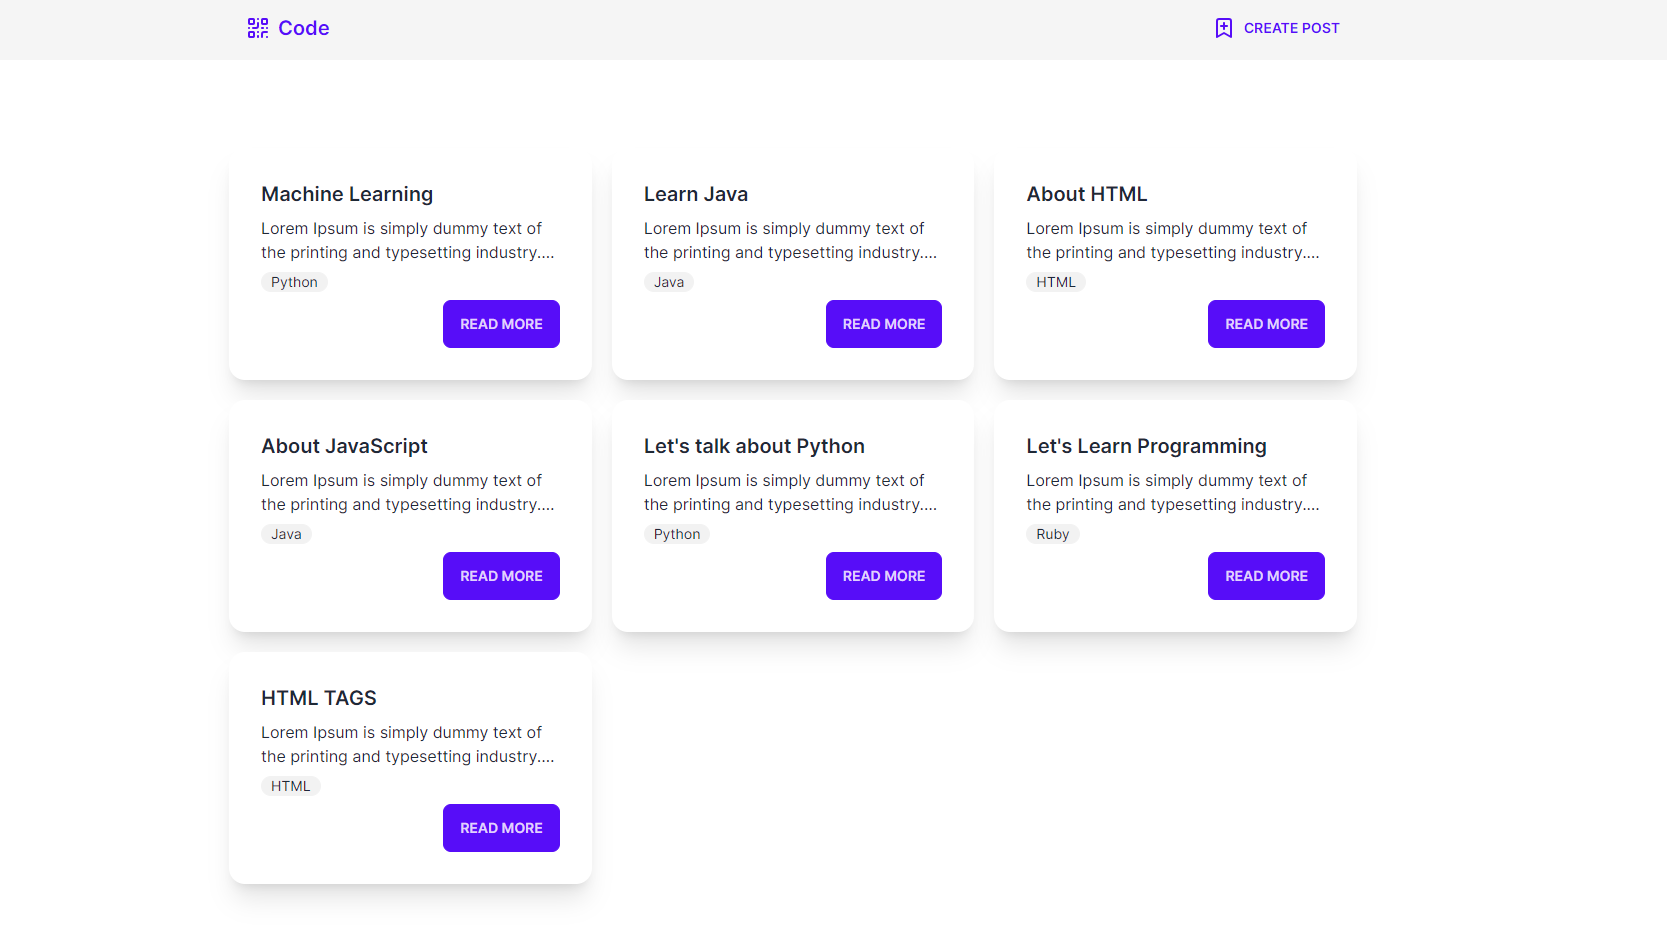 Code
CREATE POST
Machine Learning
Lorem Ipsum is simply dummy text of
the printing and typesetting industry....
Python
READ MORE
Learn Java
Lorem Ipsum is simply dummy text of
the printing and typesetting industry....
Java
READ MORE
About HTML
Lorem Ipsum is simply dummy text of
the printing and typesetting industry....
HTML
READ MORE
About JavaScript
Lorem Ipsum is simply dummy text of
the printing and typesetting industry....
Java
READ MORE
Let's talk about Python
Lorem Ipsum is simply dummy text of
the printing and typesetting industry....
Python
READ MORE
Let's Learn Programming
Lorem Ipsum is simply dummy text of
the printing and typesetting industry....
Ruby
READ MORE
HTML TAGS
Lorem Ipsum is simply dummy text of
the printing and typesetting industry....
HTML
READ MORE